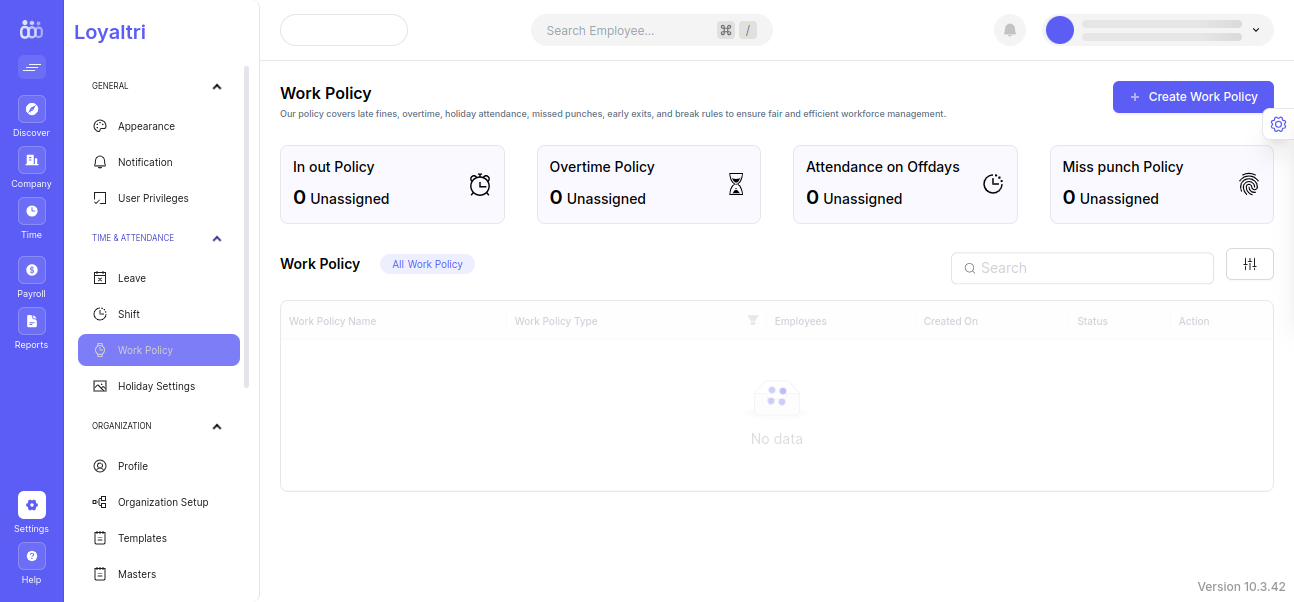 Loyaltri
Search Employee...
⌘ /
Discover
Company
Time
Payroll
Reports
Settings
Help
GENERAL
Appearance
Notification
User Privileges
TIME & ATTENDANCE
Leave
Shift
Work Policy
Holiday Settings
ORGANIZATION
Profile
Organization Setup
Templates
Masters
Work Policy
Our policy covers late fines, overtime, holiday attendance, missed punches, early exits, and break rules to ensure fair and efficient workforce management.
+ Create Work Policy
In out Policy
0 Unassigned
Overtime Policy
0 Unassigned
Attendance on Offdays
0 Unassigned
Miss punch Policy
0 Unassigned
Work Policy
All Work Policy
Search
Work Policy Name Work Policy Type Employees Created On Status Action
No data
Version 10.3.42